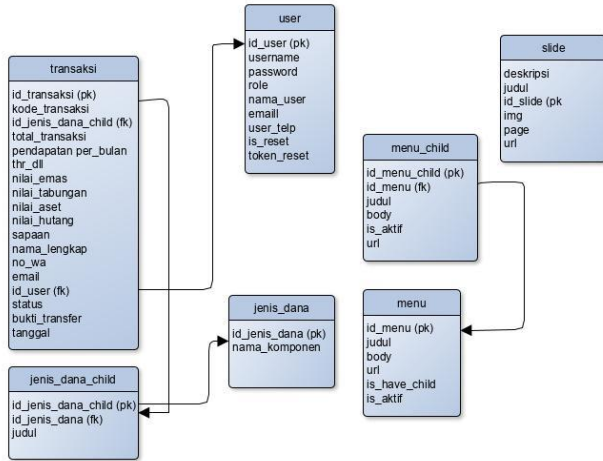 transaksi
id_transaksi (pk)
kode_transaksi
id_jenis_dana_child (fk)
total_transaksi
pendapatan per_bulan
thr_dll
nilai_emas
nilai_tabungan
nilai_aset
nilai_hutang
sapaan
nama_lengkap
no_wa
email
id_user (fk)
status
bukti_transfer
tanggal
jenis_dana_child
id_jenis_dana_child (pk)
id_jenis_dana (fk)
judul
user
id_user (pk)
username
password
role
nama_user
emaill
user_telp
is_reset
token_reset
jenis_dana
id_jenis_dana (pk)
nama_komponen
menu_child
id_menu_child (pk)
id_menu (fk)
judul
body
is_aktif
url
menu
id_menu (pk)
judul
body
url
is_have_child
is_aktif
slide
deskripsi
judul
id_slide (pk
img
page
url